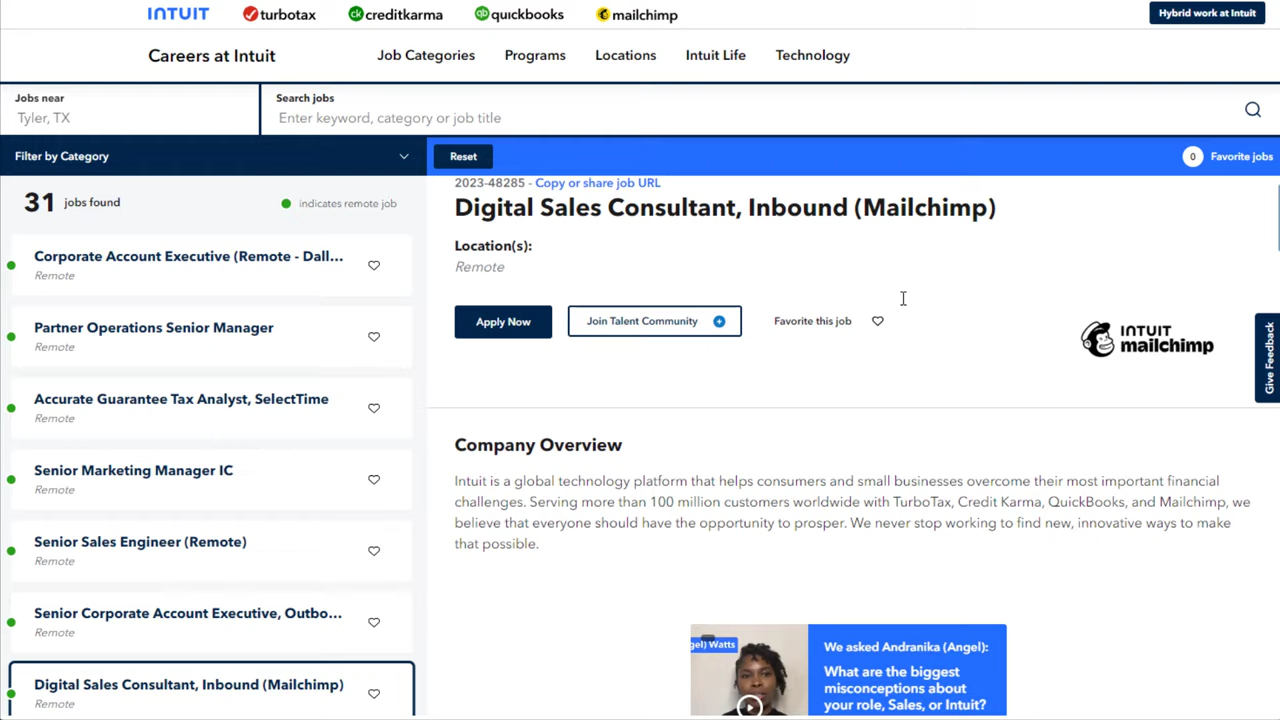 INTUIT turbotax creditkarma quickbooks mailchimp Hybrid work at Intuit
Careers at Intuit Job Categories Programs Locations Intuit Life Technology
Jobs near
Tyler, TX
Search jobs
Enter keyword, category or job title
Filter by Category
Reset
0 Favorite jobs
31 jobs found
indicates remote job
Corporate Account Executive (Remote - Dall...
Remote
Partner Operations Senior Manager
Remote
Accurate Guarantee Tax Analyst, SelectTime
Remote
Senior Marketing Manager IC
Remote
Senior Sales Engineer (Remote)
Remote
Senior Corporate Account Executive, Outbo...
Remote
Digital Sales Consultant, Inbound (Mailchimp)
Remote
2023-48285 - Copy or share job URL
Digital Sales Consultant, Inbound (Mailchimp)
Location(s):
Remote
Apply Now
Join Talent Community
Favorite this job
INTUIT
mailchimp
Give Feedback
Company Overview
Intuit is a global technology platform that helps consumers and small businesses overcome their most important financial
challenges. Serving more than 100 million customers worldwide with TurboTax, Credit Karma, QuickBooks, and Mailchimp, we
believe that everyone should have the opportunity to prosper. We never stop working to find new, innovative ways to make
that possible.
gel) Watts
We asked Andranika (Angel):
What are the biggest
misconceptions about
your role, Sales, or Intuit?